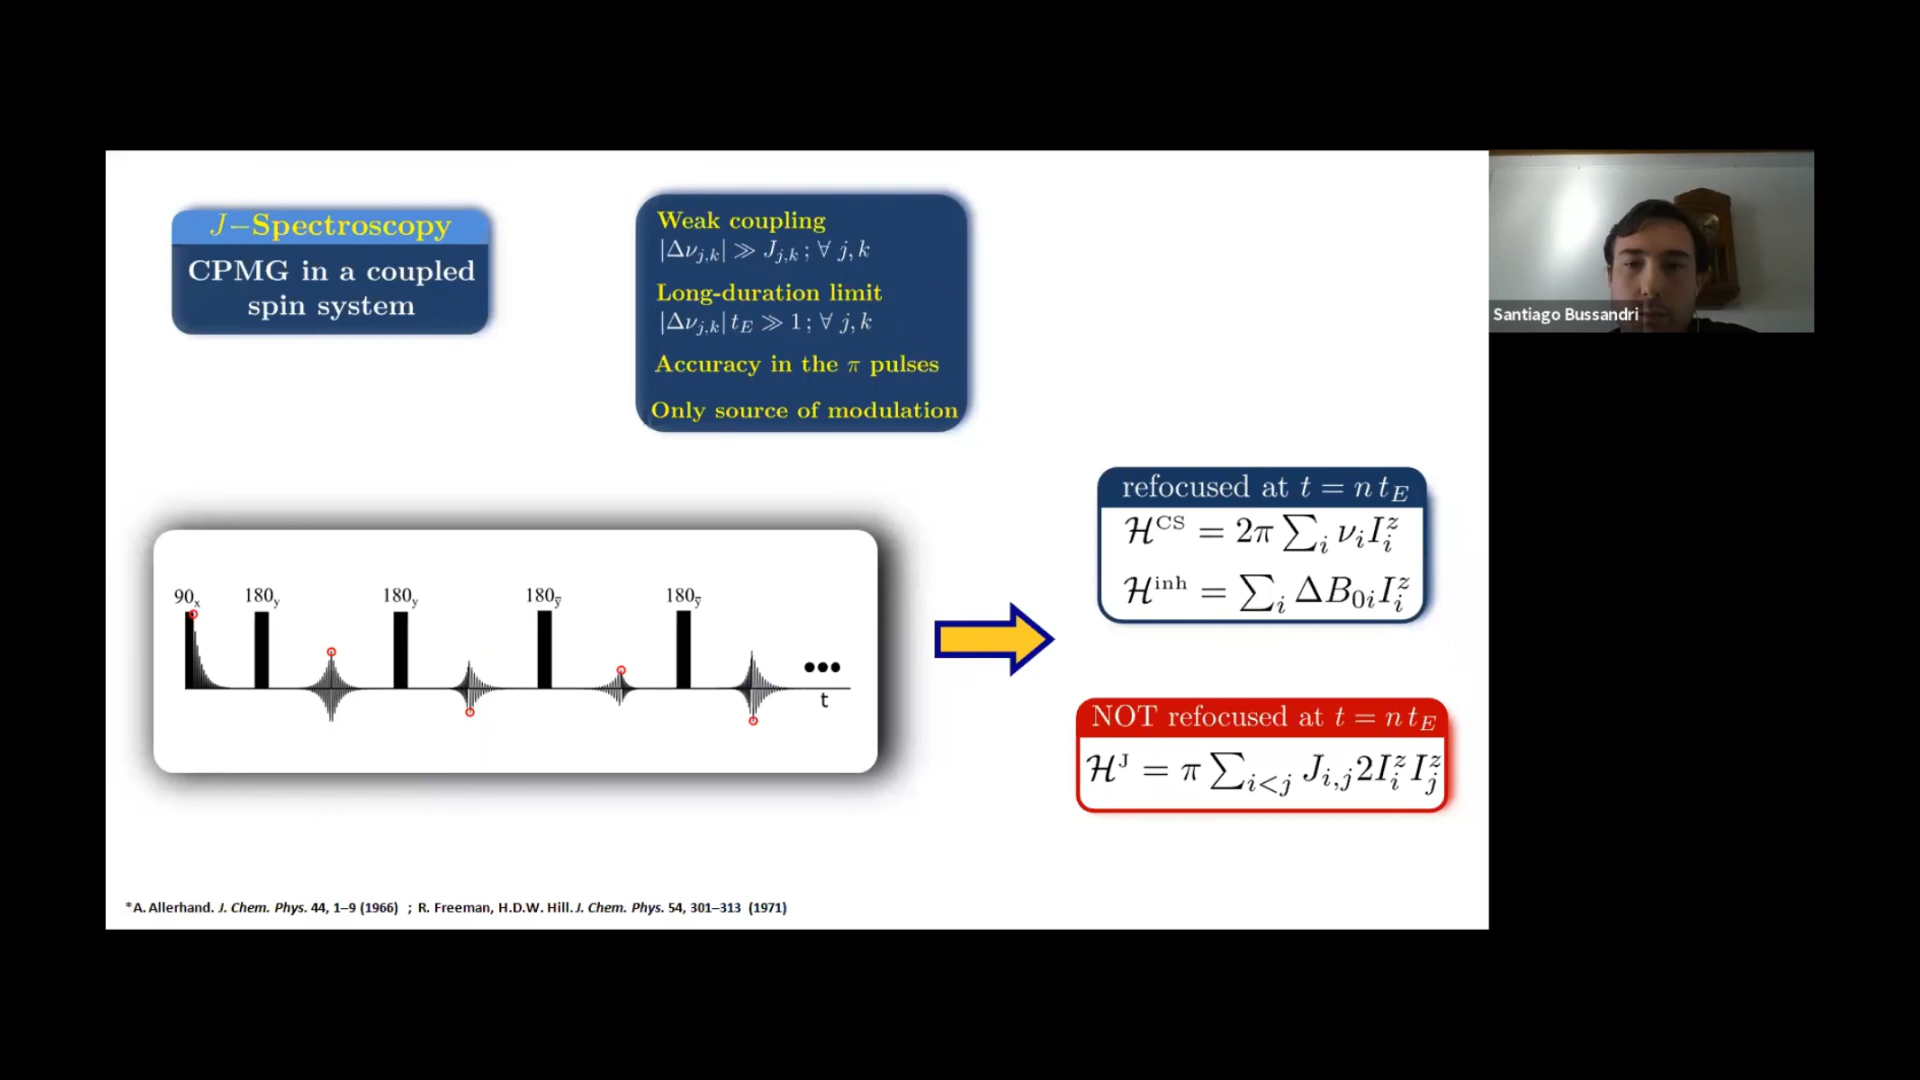 J−Spectroscopy
CPMG in a coupled
spin system
Weak coupling
|Δν_{j,k}| ≫ J_{j,k} ; ∀ j, k
Long-duration limit
|Δν_{j,k}| t_E ≫ 1 ; ∀ j, k
Accuracy in the π pulses
Only source of modulation
Santiago Bussandri
90_x 180_y 180_y 180_ȳ 180_ȳ
t
refocused at t = n t_E
ℋ^{CS} = 2π ∑_i ν_i I_i^z
ℋ^{inh} = ∑_i ΔB_{0i} I_i^z
NOT refocused at t = n t_E
ℋ^J = π ∑_{i<j} J_{i,j} 2 I_i^z I_j^z
*A. Allerhand. J. Chem. Phys. 44, 1–9 (1966) ; R. Freeman, H.D.W. Hill. J. Chem. Phys. 54, 301–313 (1971)